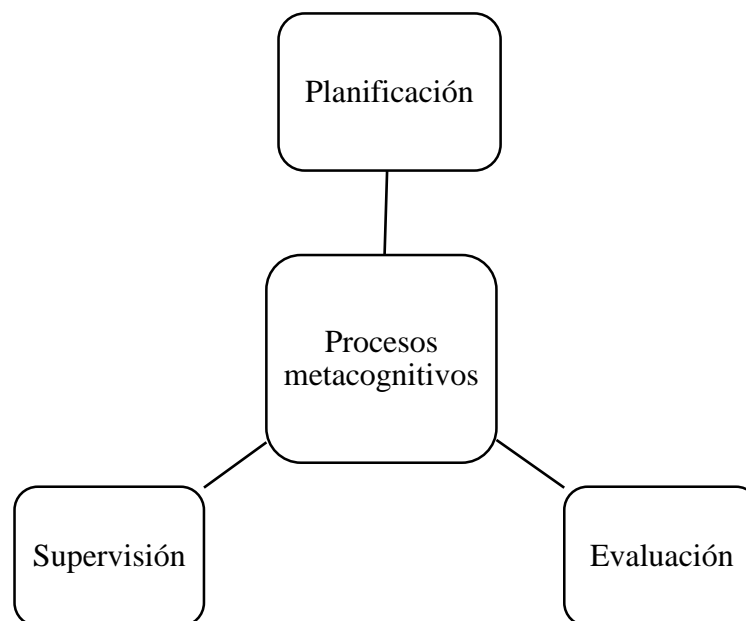 Planificación
Procesos
metacognitivos
Supervisión
Evaluación